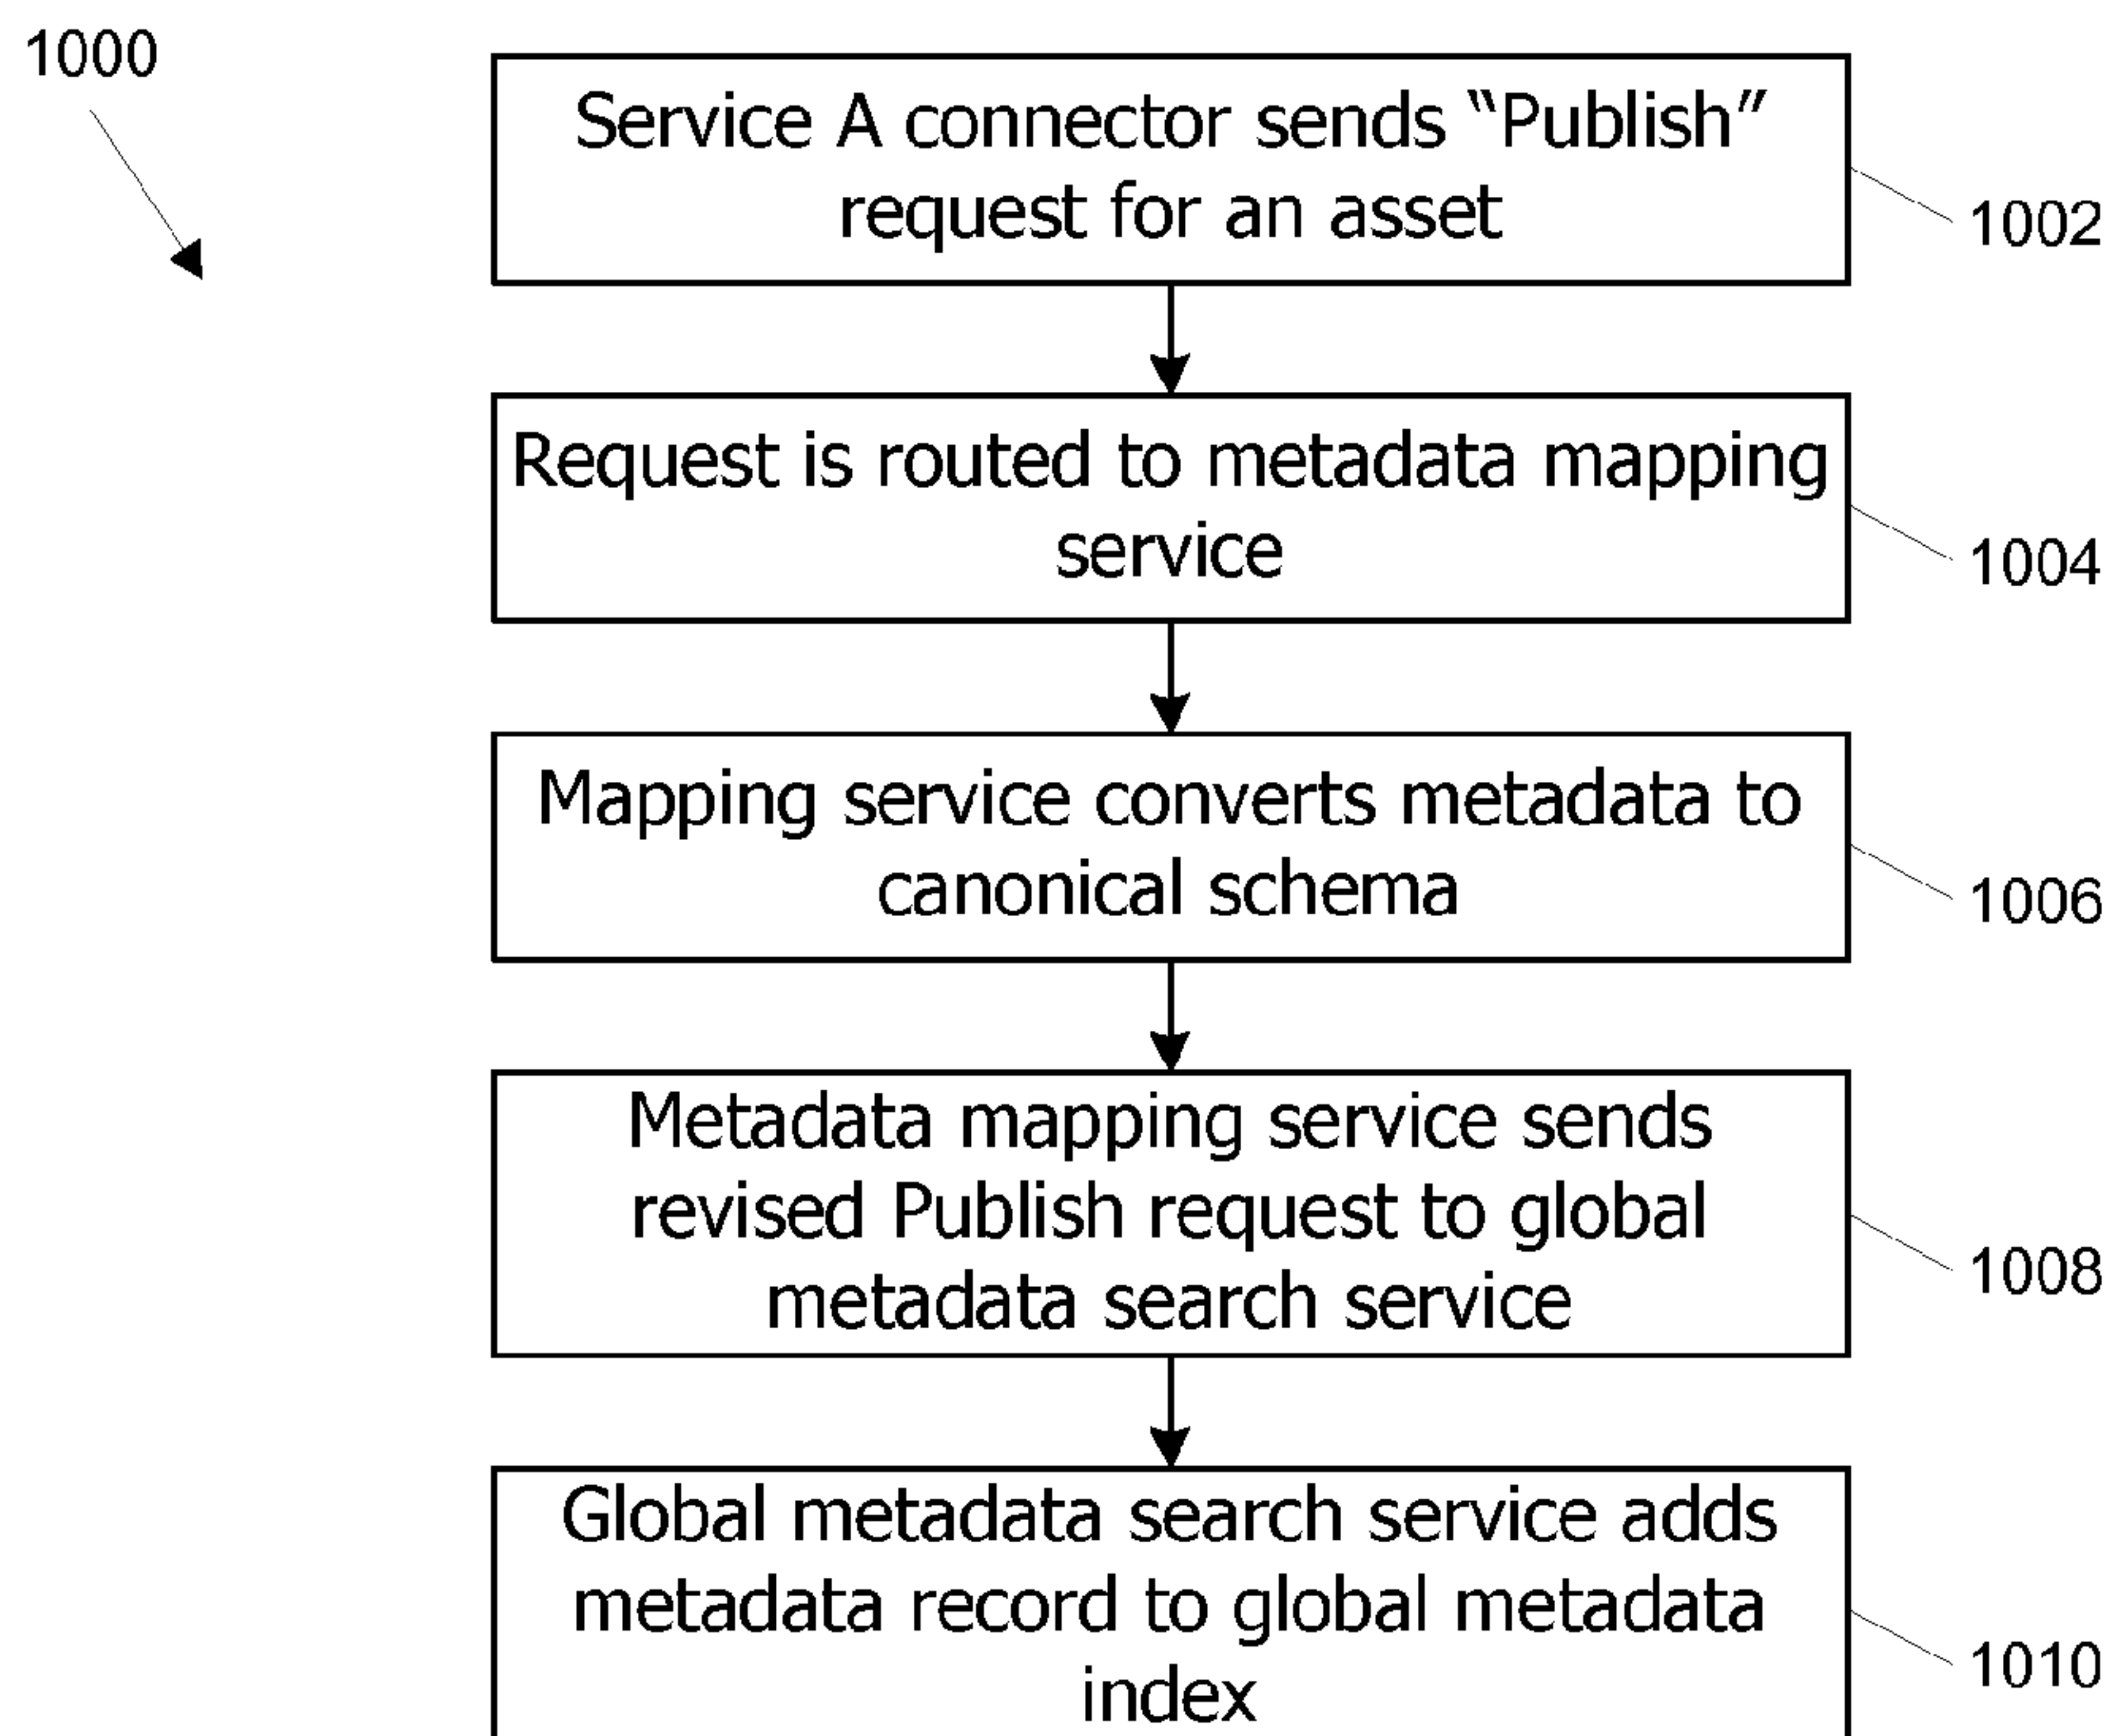 1000
Service A connector sends “Publish”
request for an asset
1002
Request is routed to metadata mapping
service
1004
Mapping service converts metadata to
canonical schema
1006
Metadata mapping service sends
revised Publish request to global
metadata search service
1008
Global metadata search service adds
metadata record to global metadata
index
1010